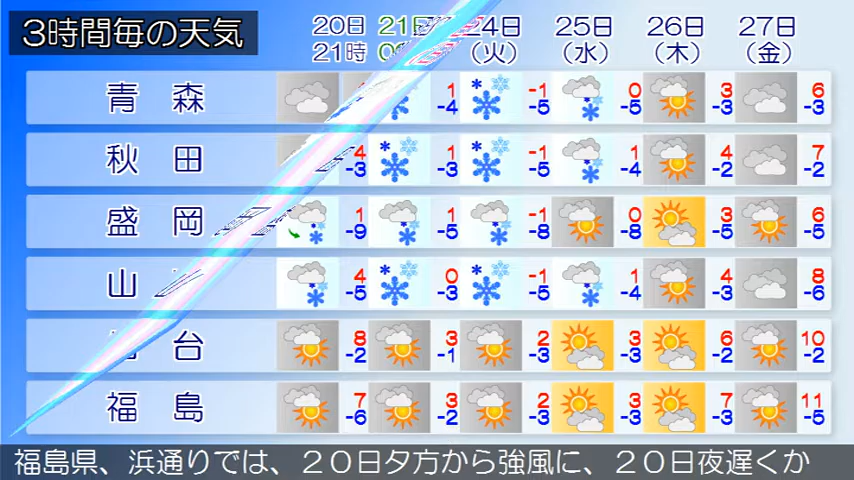 3時間毎の天気
20日 21 24日 25日 26日 27日
21時 (火) (水) (木) (金)
青森 1 -4 -1 -5 0 -5 3 -3 6 -3
秋田 4 -3 1 -3 -1 -5 1 -4 4 -2 7 -2
盛岡 1 -9 1 -5 -1 -8 0 -8 3 -5 6 -5
山 4 -5 0 -3 -1 -5 1 -4 4 -3 8 -6
台 8 -2 3 -1 2 -3 3 -3 6 -2 10 -2
福島 7 -6 3 -2 2 -3 3 -3 7 -3 11 -5
福島県、浜通りでは、２０日夕方から強風に、２０日夜遅くか